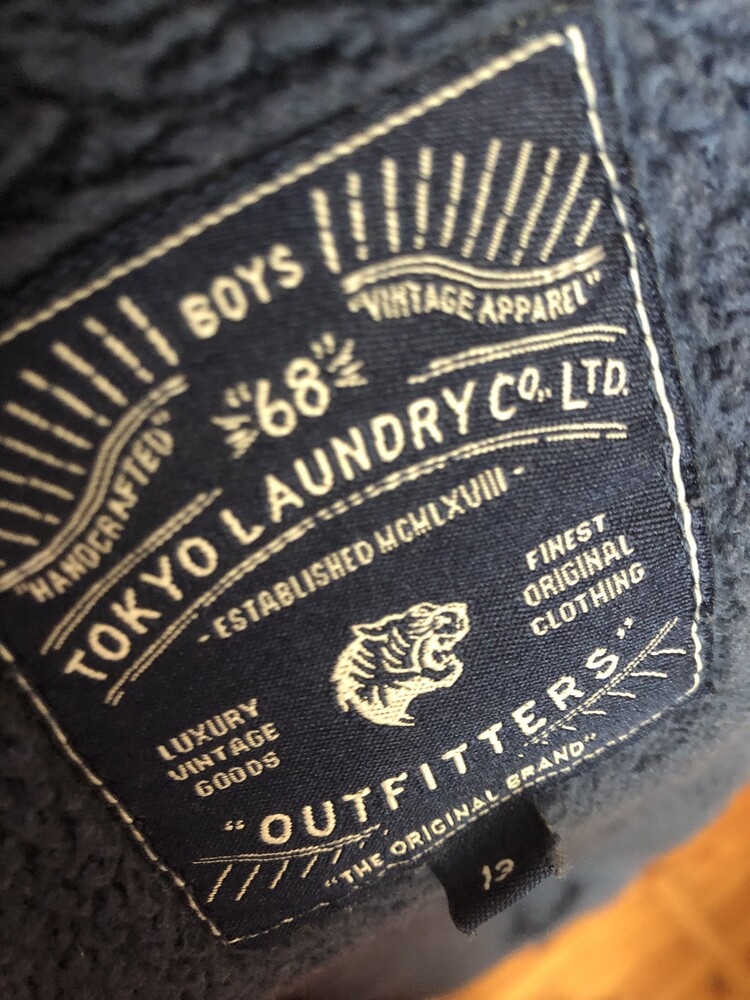 BOYS
"VINTAGE APPAREL"
"68"
"HANDCRAFTED"
TOKYO LAUNDRY CO., LTD.
- ESTABLISHED MCMLXVIII -
FINEST
ORIGINAL
CLOTHING
LUXURY
VINTAGE
GOODS
"OUTFITTERS"
"THE ORIGINAL BRAND"
13